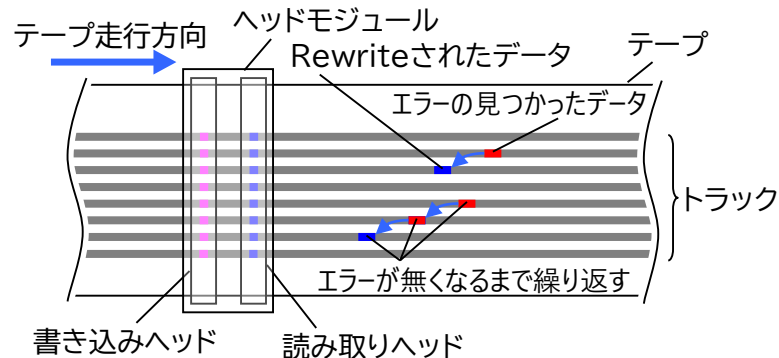 ヘッドモジュール
テープ走行方向
Rewriteされたデータ
テープ
エラーの見つかったデータ
トラック
エラーが無くなるまで繰り返す
書き込みヘッド
読み取りヘッド